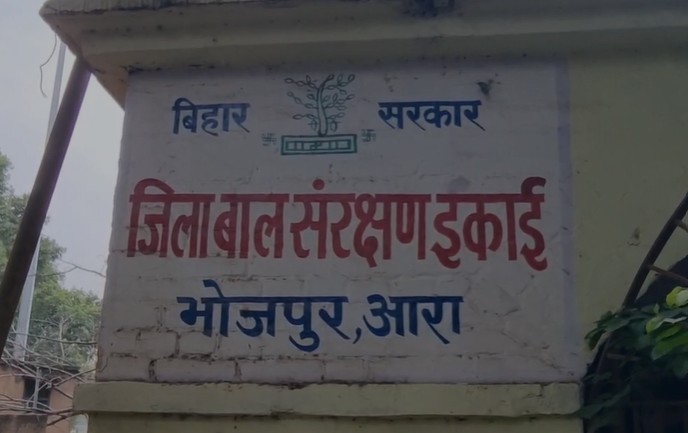 बिहार सरकार
जिला बाल संरक्षण इकाई
भोजपुर, आरा